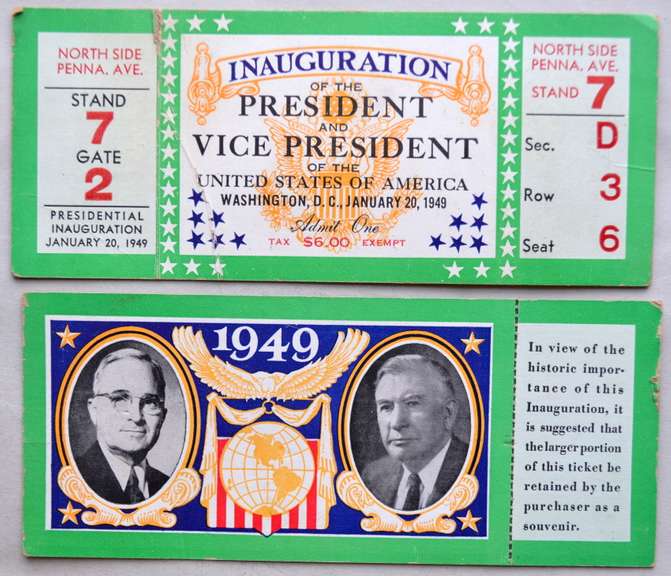 NORTH SIDE
PENNA. AVE.
STAND
7
GATE
2
PRESIDENTIAL
INAUGURATION
JANUARY 20, 1949
INAUGURATION
OF THE
PRESIDENT
AND
VICE PRESIDENT
OF THE
UNITED STATES OF AMERICA
WASHINGTON, D.C., JANUARY 20, 1949
Admit One
TAX $6.00 EXEMPT
NORTH SIDE
PENNA. AVE.
STAND 7
Sec. D
Row 3
Seat 6
1949
In view of the
historic impor-
tance of this
Inauguration, it
is suggested that
the larger portion
of this ticket be
retained by the
purchaser as a
souvenir.